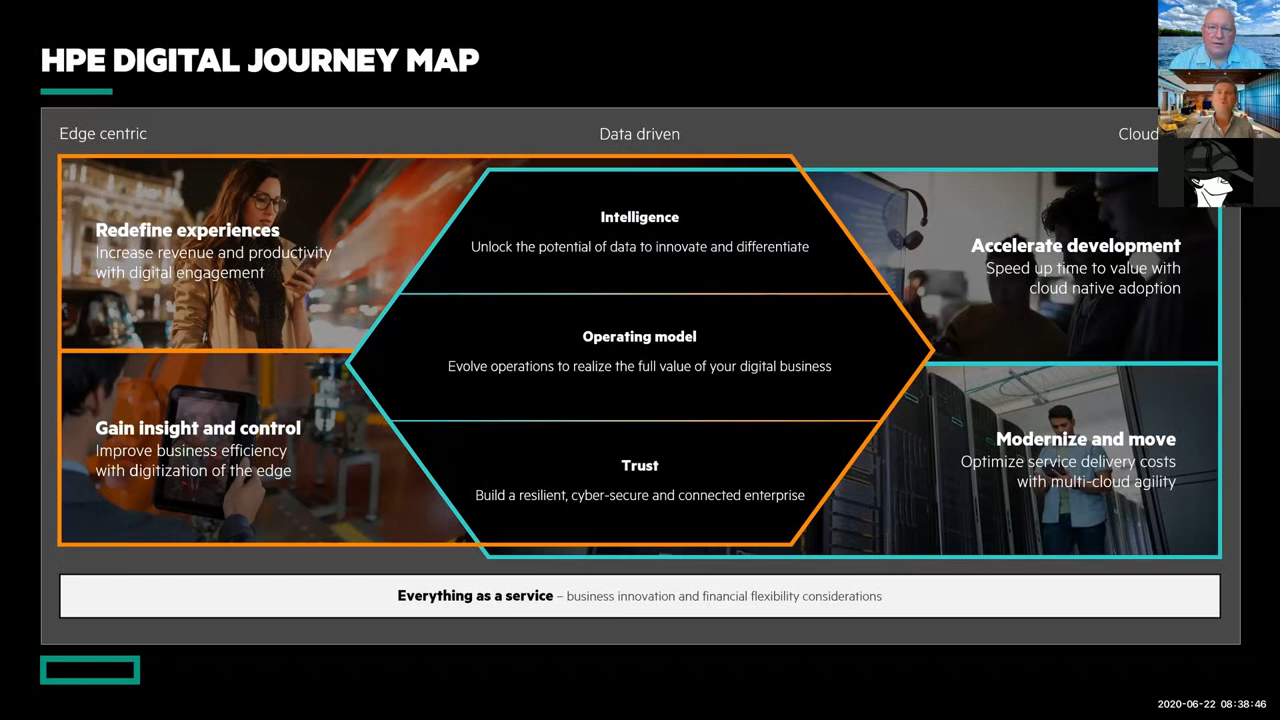 HPE DIGITAL JOURNEY MAP
Edge centric
Data driven
Cloud
Redefine experiences
Increase revenue and productivity
with digital engagement
Gain insight and control
Improve business efficiency
with digitization of the edge
Intelligence
Unlock the potential of data to innovate and differentiate
Operating model
Evolve operations to realize the full value of your digital business
Trust
Build a resilient, cyber-secure and connected enterprise
Accelerate development
Speed up time to value with
cloud native adoption
Modernize and move
Optimize service delivery costs
with multi-cloud agility
Everything as a service – business innovation and financial flexibility considerations
2020-06-22 08:38:46